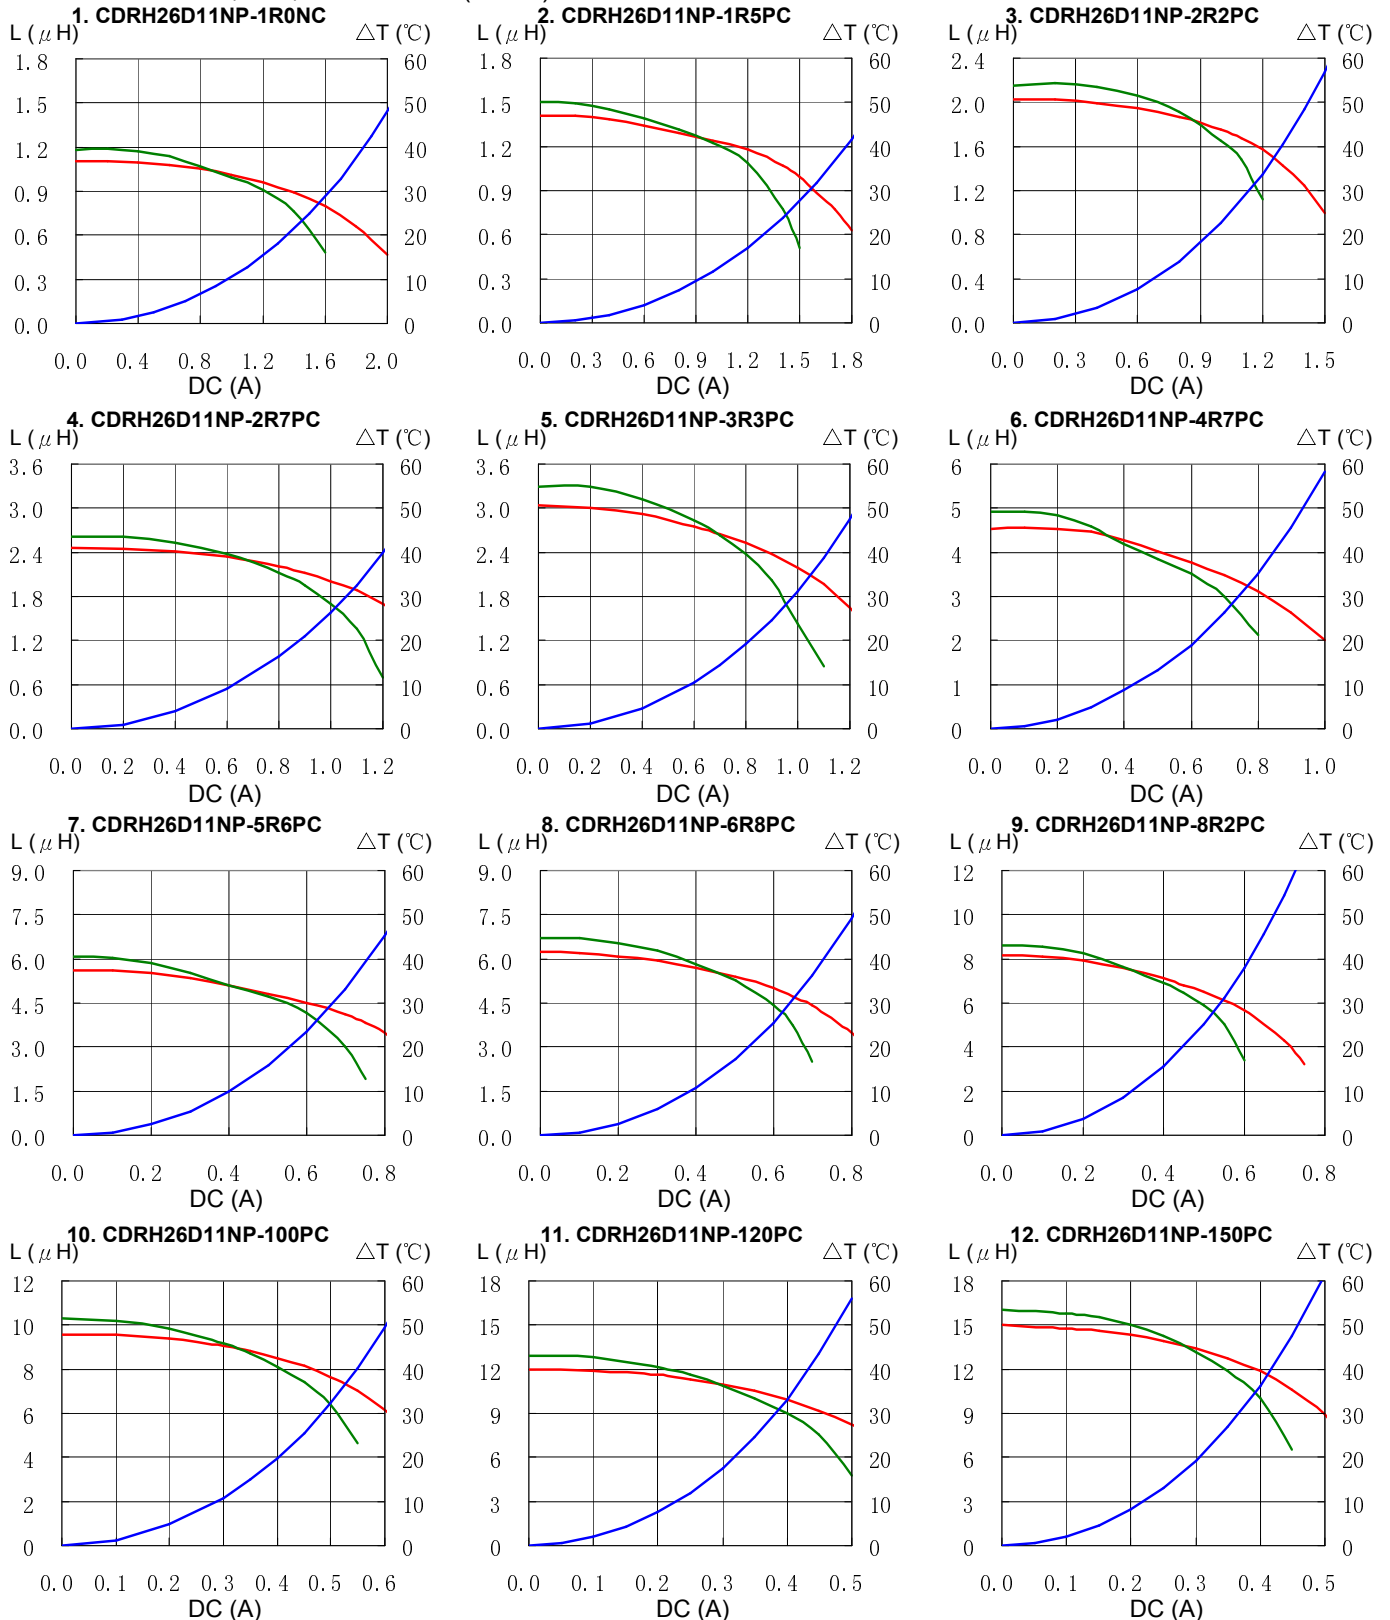 1. CDRH26D11NP-1R0NC
L (μH) △T (℃)
1.8 60
1.5 50
1.2 40
0.9 30
0.6 20
0.3 10
0.0 0
0.0 0.4 0.8 1.2 1.6 2.0
DC (A)
2. CDRH26D11NP-1R5PC
L (μH) △T (℃)
1.8 60
1.5 50
1.2 40
0.9 30
0.6 20
0.3 10
0.0 0
0.0 0.3 0.6 0.9 1.2 1.5 1.8
DC (A)
3. CDRH26D11NP-2R2PC
L (μH) △T (℃)
2.4 60
2.0 50
1.6 40
1.2 30
0.8 20
0.4 10
0.0 0
0.0 0.3 0.6 0.9 1.2 1.5
DC (A)
4. CDRH26D11NP-2R7PC
L (μH) △T (℃)
3.6 60
3.0 50
2.4 40
1.8 30
1.2 20
0.6 10
0.0 0
0.0 0.2 0.4 0.6 0.8 1.0 1.2
DC (A)
5. CDRH26D11NP-3R3PC
L (μH) △T (℃)
3.6 60
3.0 50
2.4 40
1.8 30
1.2 20
0.6 10
0.0 0
0.0 0.2 0.4 0.6 0.8 1.0 1.2
DC (A)
6. CDRH26D11NP-4R7PC
L (μH) △T (℃)
6 60
5 50
4 40
3 30
2 20
1 10
0 0
0.0 0.2 0.4 0.6 0.8 1.0
DC (A)
7. CDRH26D11NP-5R6PC
L (μH) △T (℃)
9.0 60
7.5 50
6.0 40
4.5 30
3.0 20
1.5 10
0.0 0
0.0 0.2 0.4 0.6 0.8
DC (A)
8. CDRH26D11NP-6R8PC
L (μH) △T (℃)
9.0 60
7.5 50
6.0 40
4.5 30
3.0 20
1.5 10
0.0 0
0.0 0.2 0.4 0.6 0.8
DC (A)
9. CDRH26D11NP-8R2PC
L (μH) △T (℃)
12 60
10 50
8 40
6 30
4 20
2 10
0 0
0.0 0.2 0.4 0.6 0.8
DC (A)
10. CDRH26D11NP-100PC
L (μH) △T (℃)
12 60
10 50
8 40
6 30
4 20
2 10
0 0
0.0 0.1 0.2 0.3 0.4 0.5 0.6
DC (A)
11. CDRH26D11NP-120PC
L (μH) △T (℃)
18 60
15 50
12 40
9 30
6 20
3 10
0 0
0.0 0.1 0.2 0.3 0.4 0.5
DC (A)
12. CDRH26D11NP-150PC
L (μH) △T (℃)
18 60
15 50
12 40
9 30
6 20
3 10
0 0
0.0 0.1 0.2 0.3 0.4 0.5
DC (A)